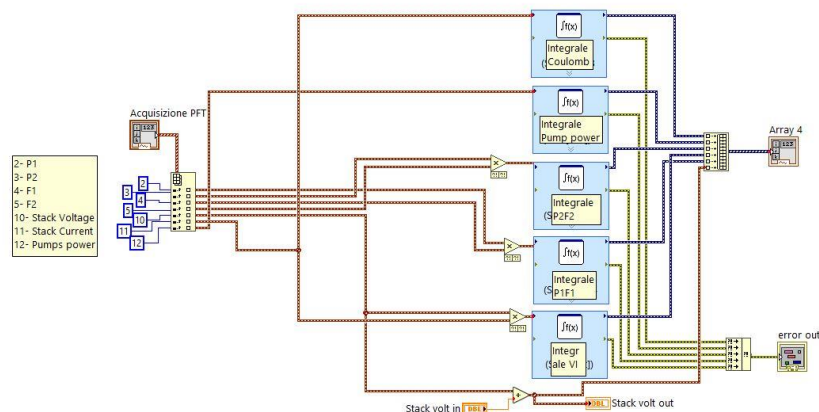 Acquisizione PFT
2- P1
3- P2
4- F1
5- F2
10- Stack Voltage
11- Stack Current
12- Pumps power
2
3
4
5
10
11
12
∫f(x)
Integrale
Coulomb
∫f(x)
Integrale
Pump power
∫f(x)
Integrale
P2F2
∫f(x)
Integrale
P1F1
∫f(x)
Integr
ale VI
Array 4
error out
Stack volt in
DBL
DBL
Stack volt out